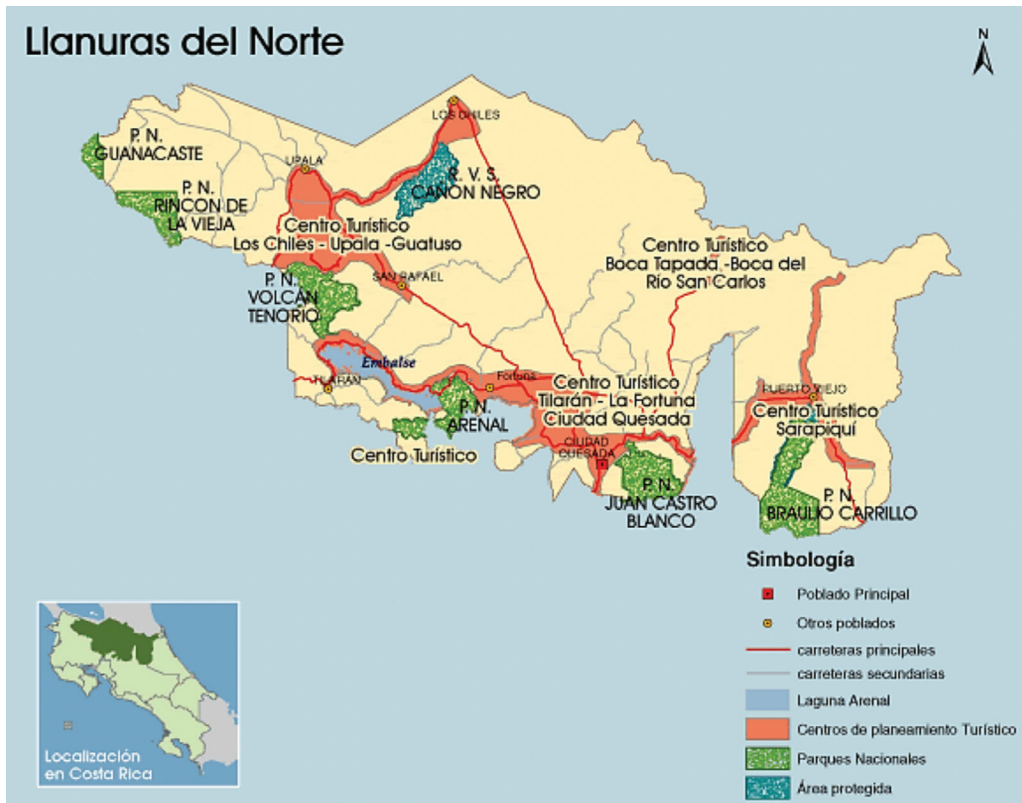 Llanuras del Norte
N
LOS CHILES
P. N.
GUANACASTE
UPALA
R. V. S.
CAÑON NEGRO
P. N.
RINCON DE
LA VIEJA
Centro Turístico
Los Chiles - Upala -Guatuso
Centro Turístico
Boca Tapada -Boca del
Río San Carlos
SAN RAFAEL
P. N.
VOLCÁN
TENORIO
Embalse
TILARÁN
Fortuna
Centro Turístico
Tilarán - La Fortuna
Ciudad Quesada
PUERTO VIEJO
Centro Turístico
Sarapiquí
P. N.
ARENAL
Centro Turístico
CIUDAD
QUESADA
P. N.
JUAN CASTRO
BLANCO
P. N.
BRAULIO CARRILLO
Simbología
Poblado Principal
Otros poblados
carreteras principales
carreteras secundarias
Laguna Arenal
Centros de planeamiento Turístico
Parques Nacionales
Área protegida
Localización
en Costa Rica